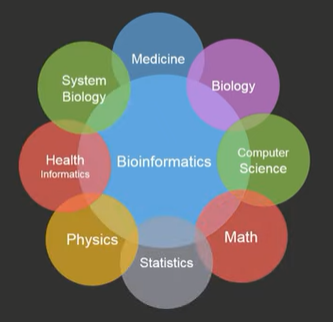 Medicine
System
Biology
Biology
Bioinformatics
Computer
Science
Health
Informatics
Physics
Math
Statistics